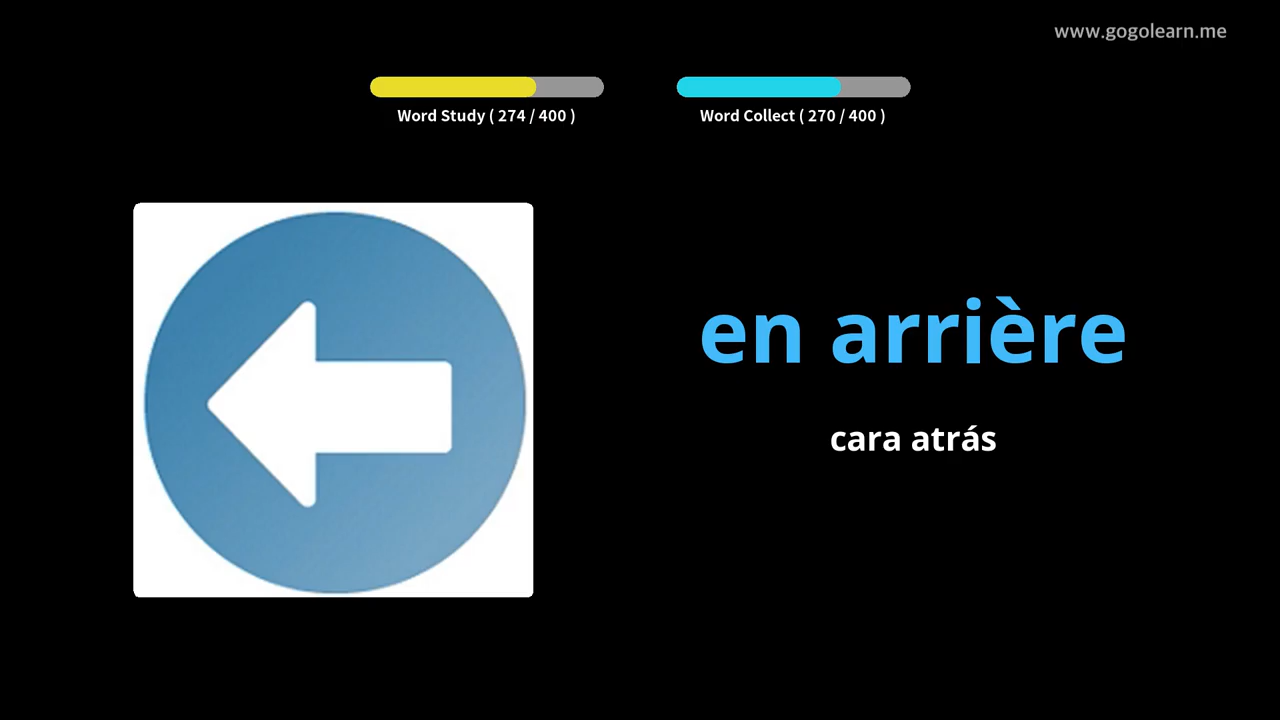 www.gogolearn.me
Word Study ( 274 / 400 )
Word Collect ( 270 / 400 )
en arrière
cara atrás